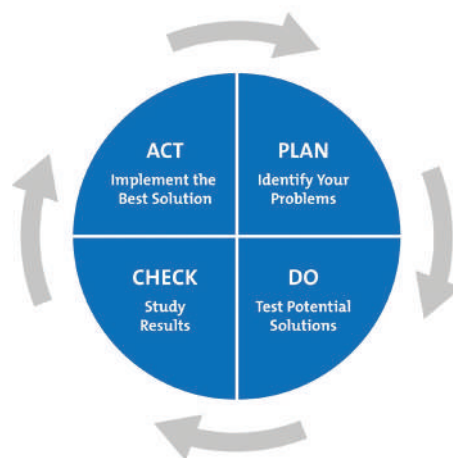 ACT
Implement the
Best Solution
PLAN
Identify Your
Problems
CHECK
Study
Results
DO
Test Potential
Solutions